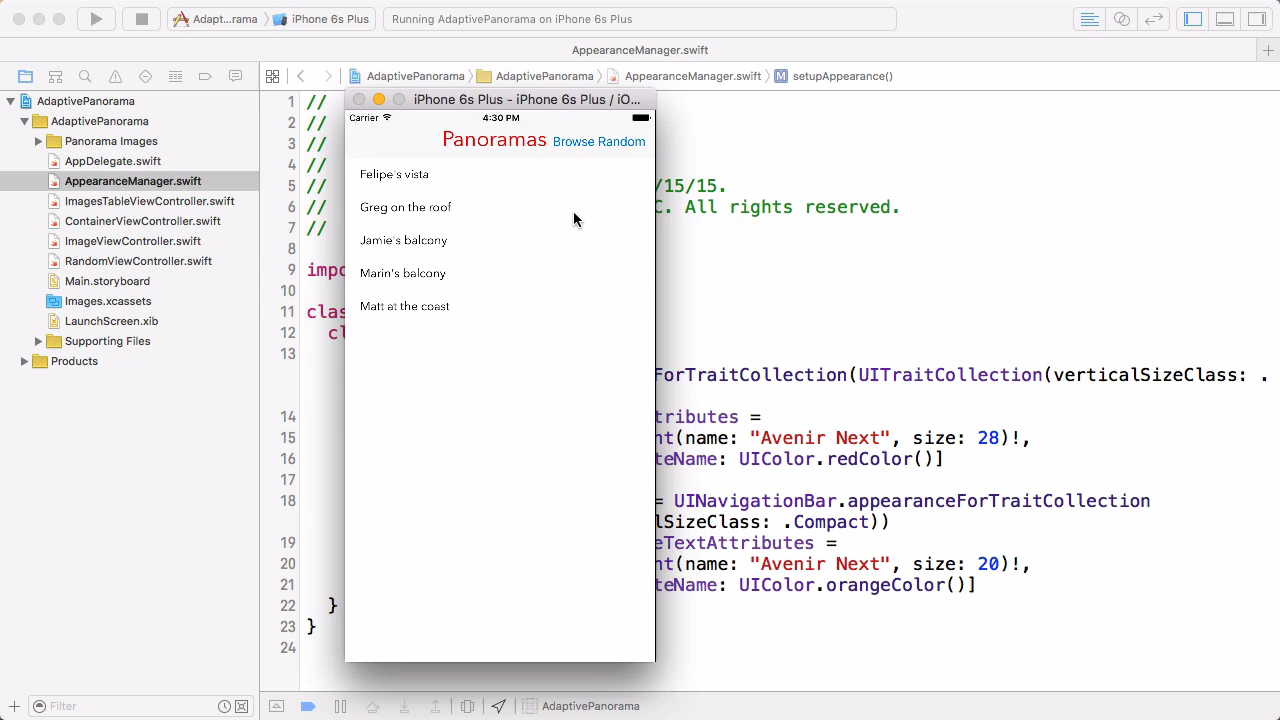 Adapt...rama
iPhone 6s Plus
Running AdaptivePanorama on iPhone 6s Plus
AppearanceManager.swift
AdaptivePanorama
AdaptivePanorama
AppearanceManager.swift
M
setupAppearance()
AdaptivePanorama
AdaptivePanorama
Panorama Images
AppDelegate.swift
AppearanceManager.swift
ImagesTableViewController.swift
ContainerViewController.swift
ImageViewController.swift
RandomViewController.swift
Main.storyboard
Images.xcassets
LaunchScreen.xib
Supporting Files
Products
Filter
iPhone 6s Plus - iPhone 6s Plus / iO...
Carrier
4:30 PM
Panoramas
Browse Random
Felipe's vista
Greg on the roof
Jamie's balcony
Marin's balcony
Matt at the coast
1 //
2 //
3 //
4 //
5 // /15/15.
6 // C. All rights reserved.
7 //
8
9 impo
10
11 clas
12 cl
13
ForTraitCollection(UITraitCollection(verticalSizeClass: .
14 tributes =
15 nt(name: "Avenir Next", size: 28)!,
16 teName: UIColor.redColor()]
17
18 = UINavigationBar.appearanceForTraitCollection
lSizeClass: .Compact))
19 eTextAttributes =
20 nt(name: "Avenir Next", size: 20)!,
21 teName: UIColor.orangeColor()]
22 }
23 }
24
AdaptivePanorama